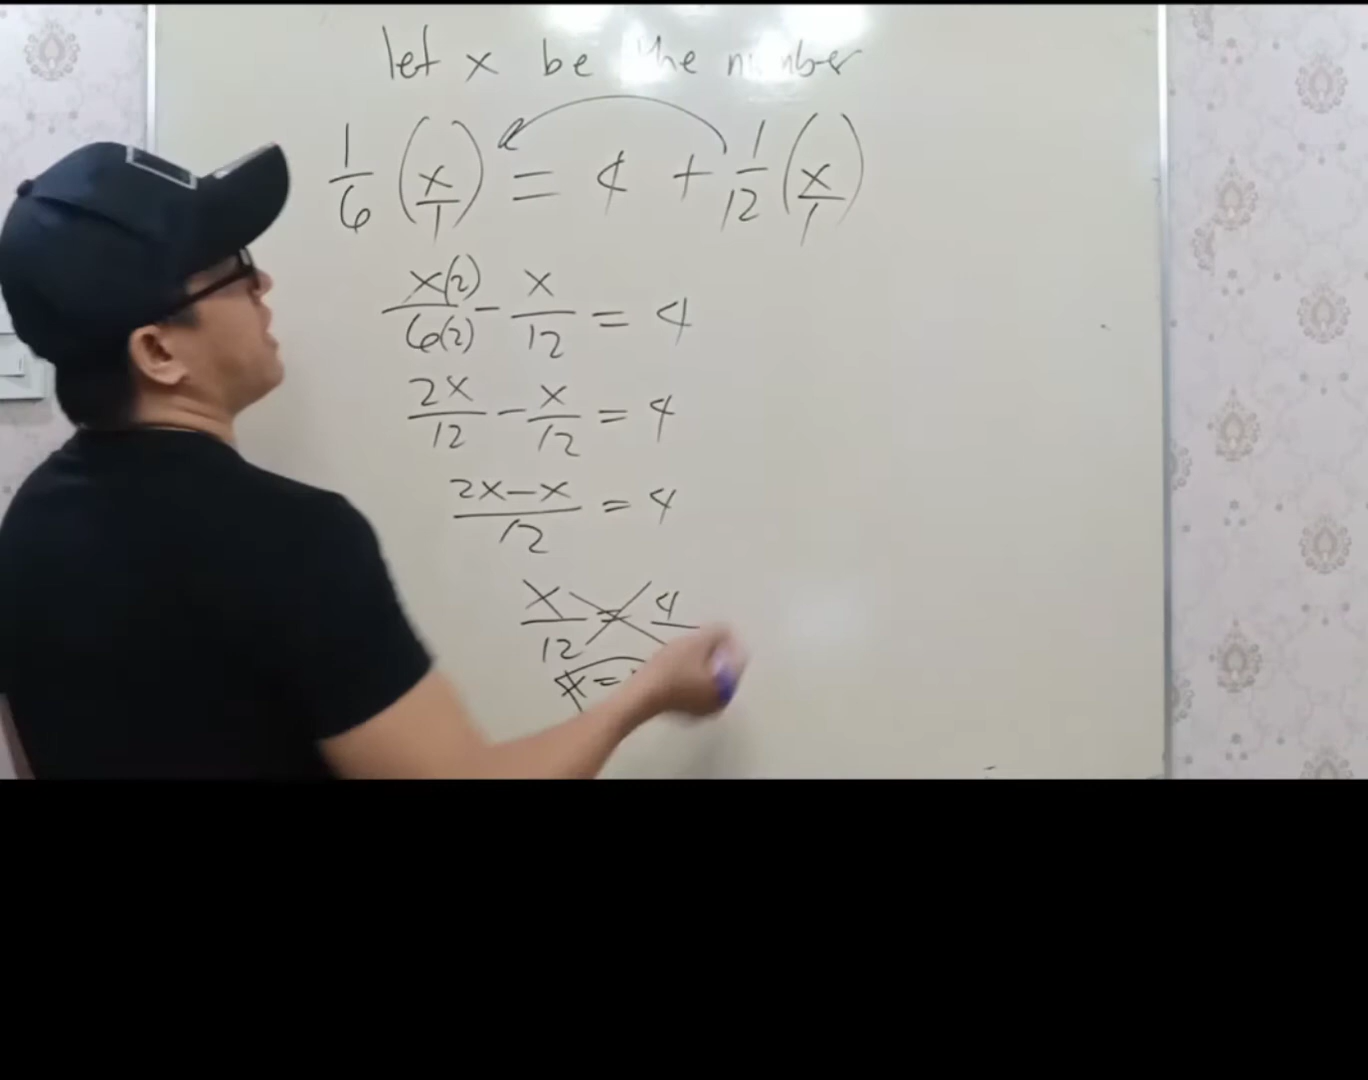 let x be the number
1/6 (x/1) = 4 + 1/12 (x/1)
x(2)/6(2) - x/12 = 4
2x/12 - x/12 = 4
2x-x/12 = 4
x/12 = 4
x =